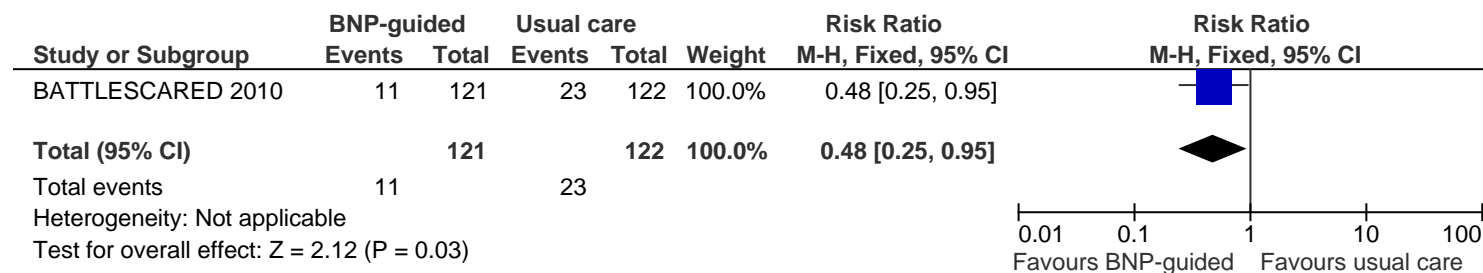 BNP-guided Usual care Risk Ratio Risk Ratio
Study or Subgroup Events Total Events Total Weight M-H, Fixed, 95% CI M-H, Fixed, 95% CI
BATTLESCARED 2010 11 121 23 122 100.0% 0.48 [0.25, 0.95]
Total (95% CI) 121 122 100.0% 0.48 [0.25, 0.95]
Total events 11 23
Heterogeneity: Not applicable
Test for overall effect: Z = 2.12 (P = 0.03)
0.01 0.1 1 10 100
Favours BNP-guided Favours usual care